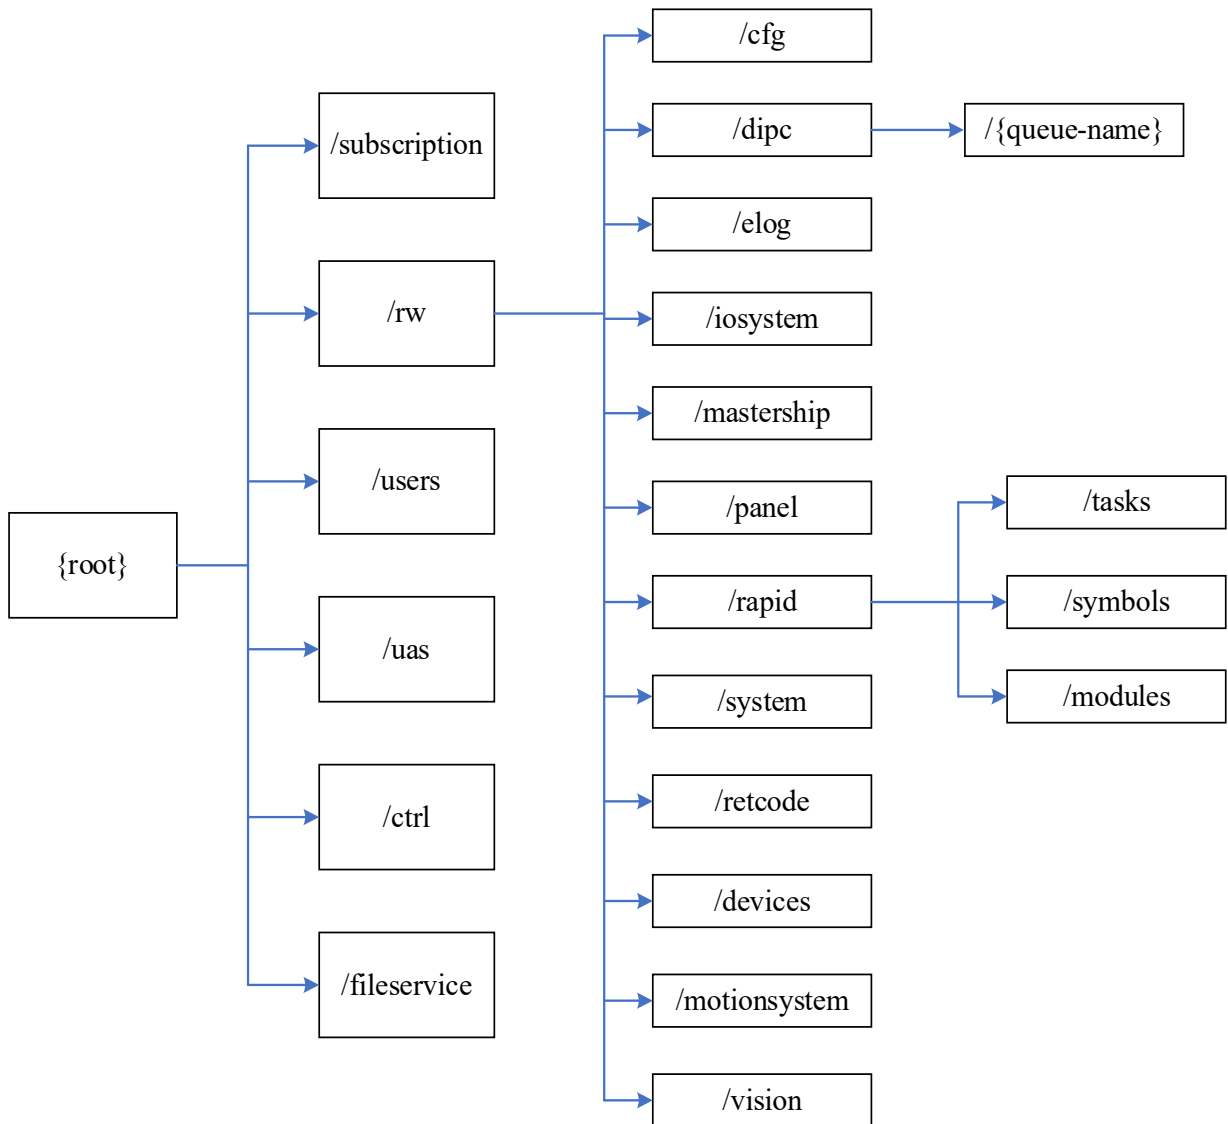 {root}
/subscription
/rw
/users
/uas
/ctrl
/fileservice
/cfg
/dipc
/elog
/iosystem
/mastership
/panel
/rapid
/system
/retcode
/devices
/motionsystem
/vision
/{queue-name}
/tasks
/symbols
/modules